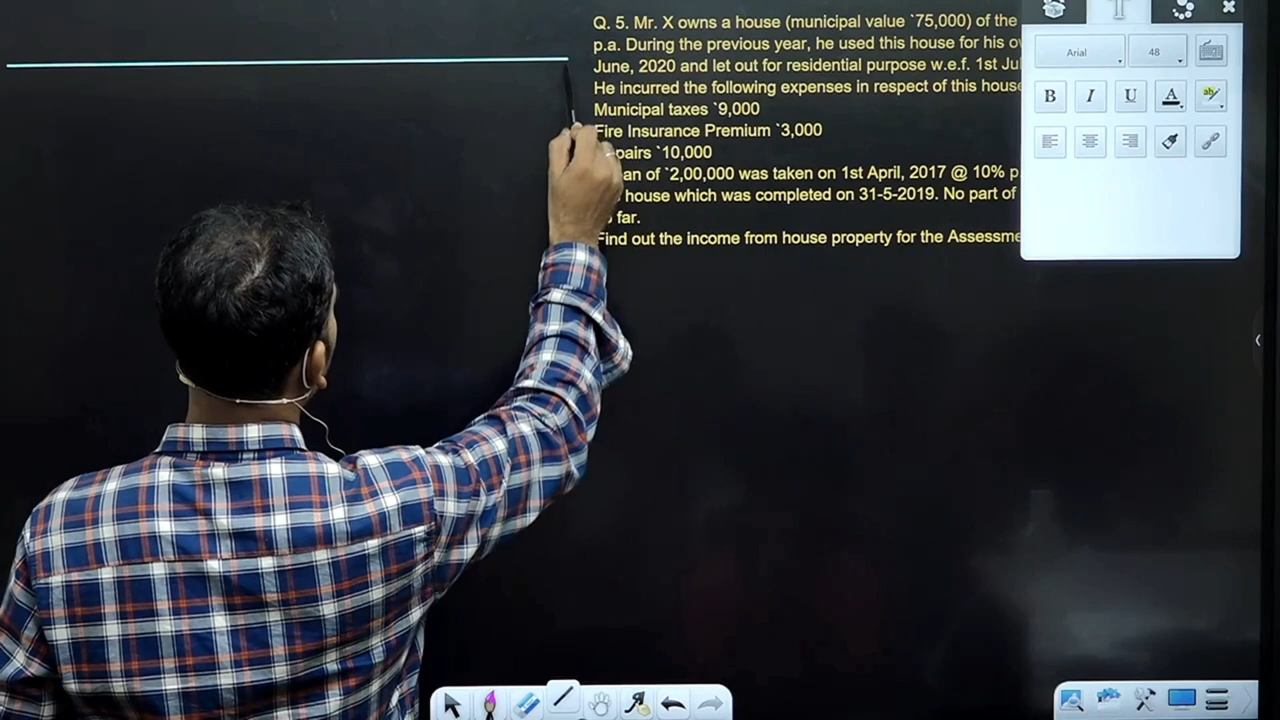 Q. 5. Mr. X owns a house (municipal value `75,000) of the
p.a. During the previous year, he used this house for his
June, 2020 and let out for residential purpose w.e.f. 1st
He incurred the following expenses in respect of this house
Municipal taxes `9,000
Fire Insurance Premium `3,000
pairs `10,000
an of `2,00,000 was taken on 1st April, 2017 @ 10%
house which was completed on 31-5-2019. No part of
far.
Find out the income from house property for the Assessme
Arial 48
B I U A ab